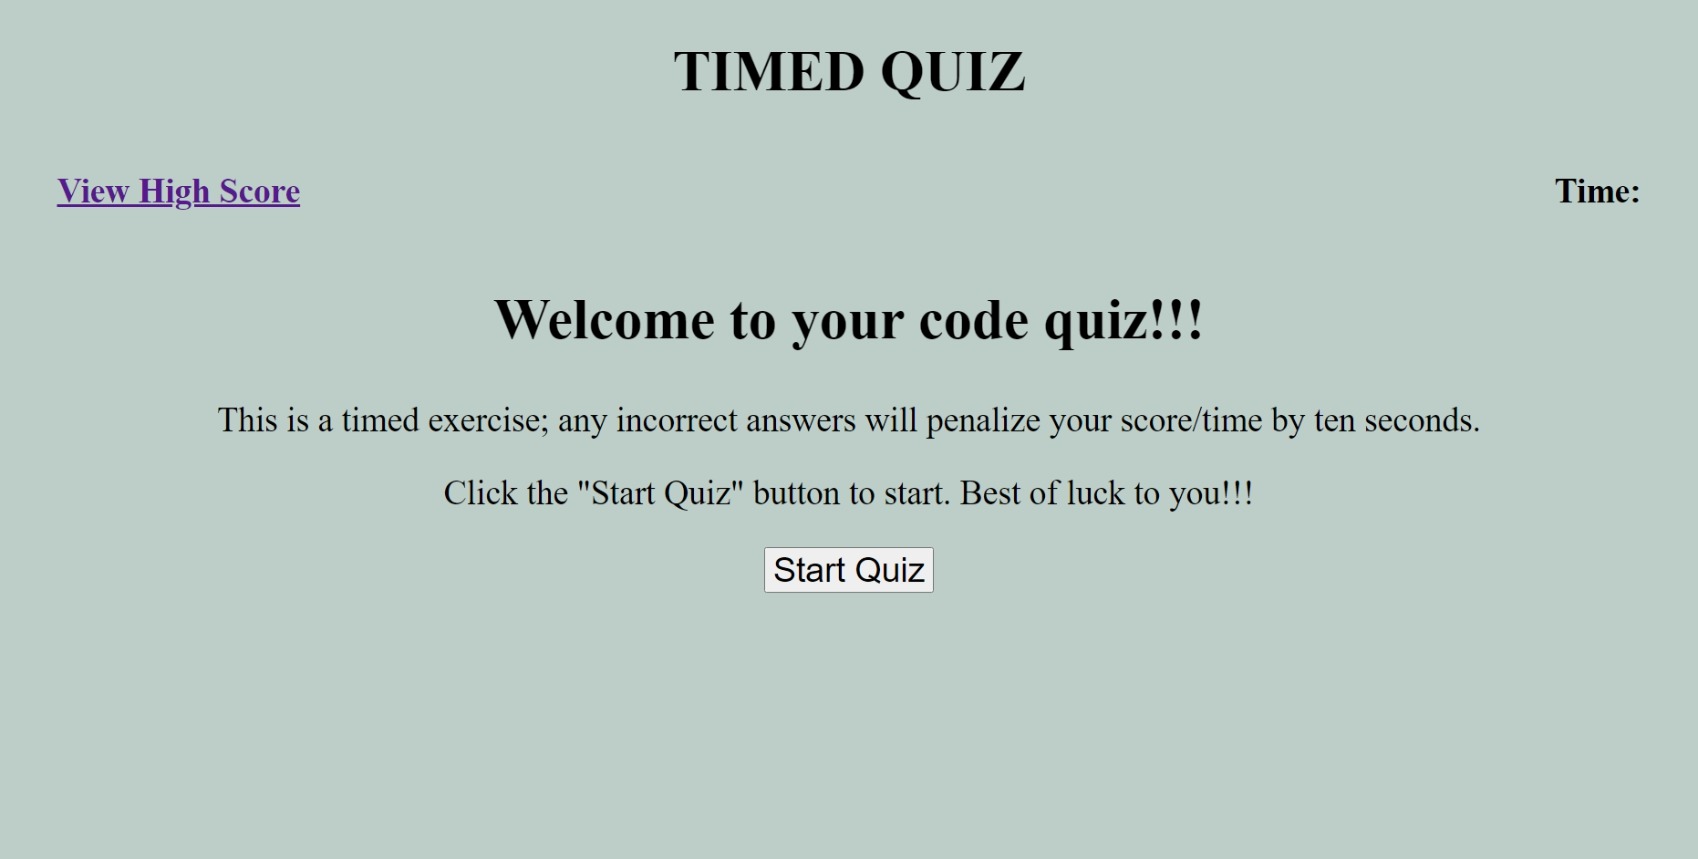 TIMED QUIZ
View High Score
Time:
Welcome to your code quiz!!!
This is a timed exercise; any incorrect answers will penalize your score/time by ten seconds.
Click the "Start Quiz" button to start. Best of luck to you!!!
Start Quiz